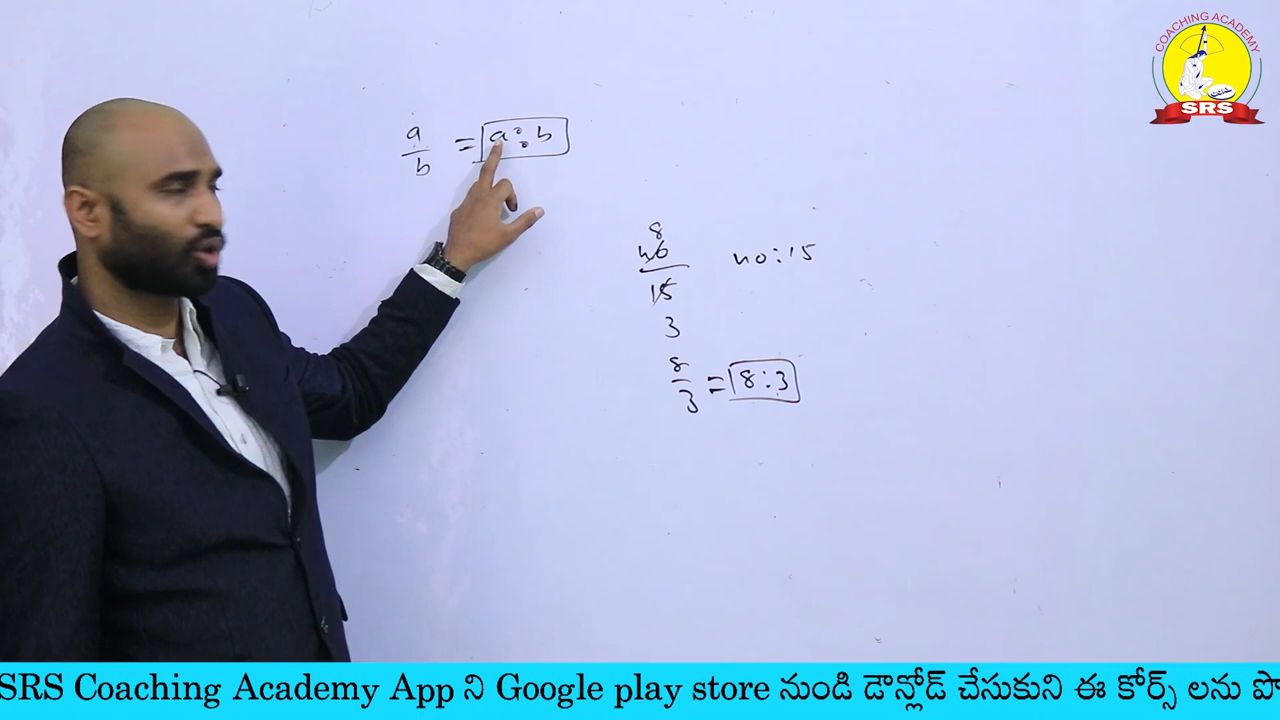 COACHING ACADEMY
SRS
a/b = a : b
8
40/15 40:15
3
8/3 = 8:3
SRS Coaching Academy App ని Google play store నుండి డౌన్లోడ్ చేసుకుని ఈ కోర్స్ లను